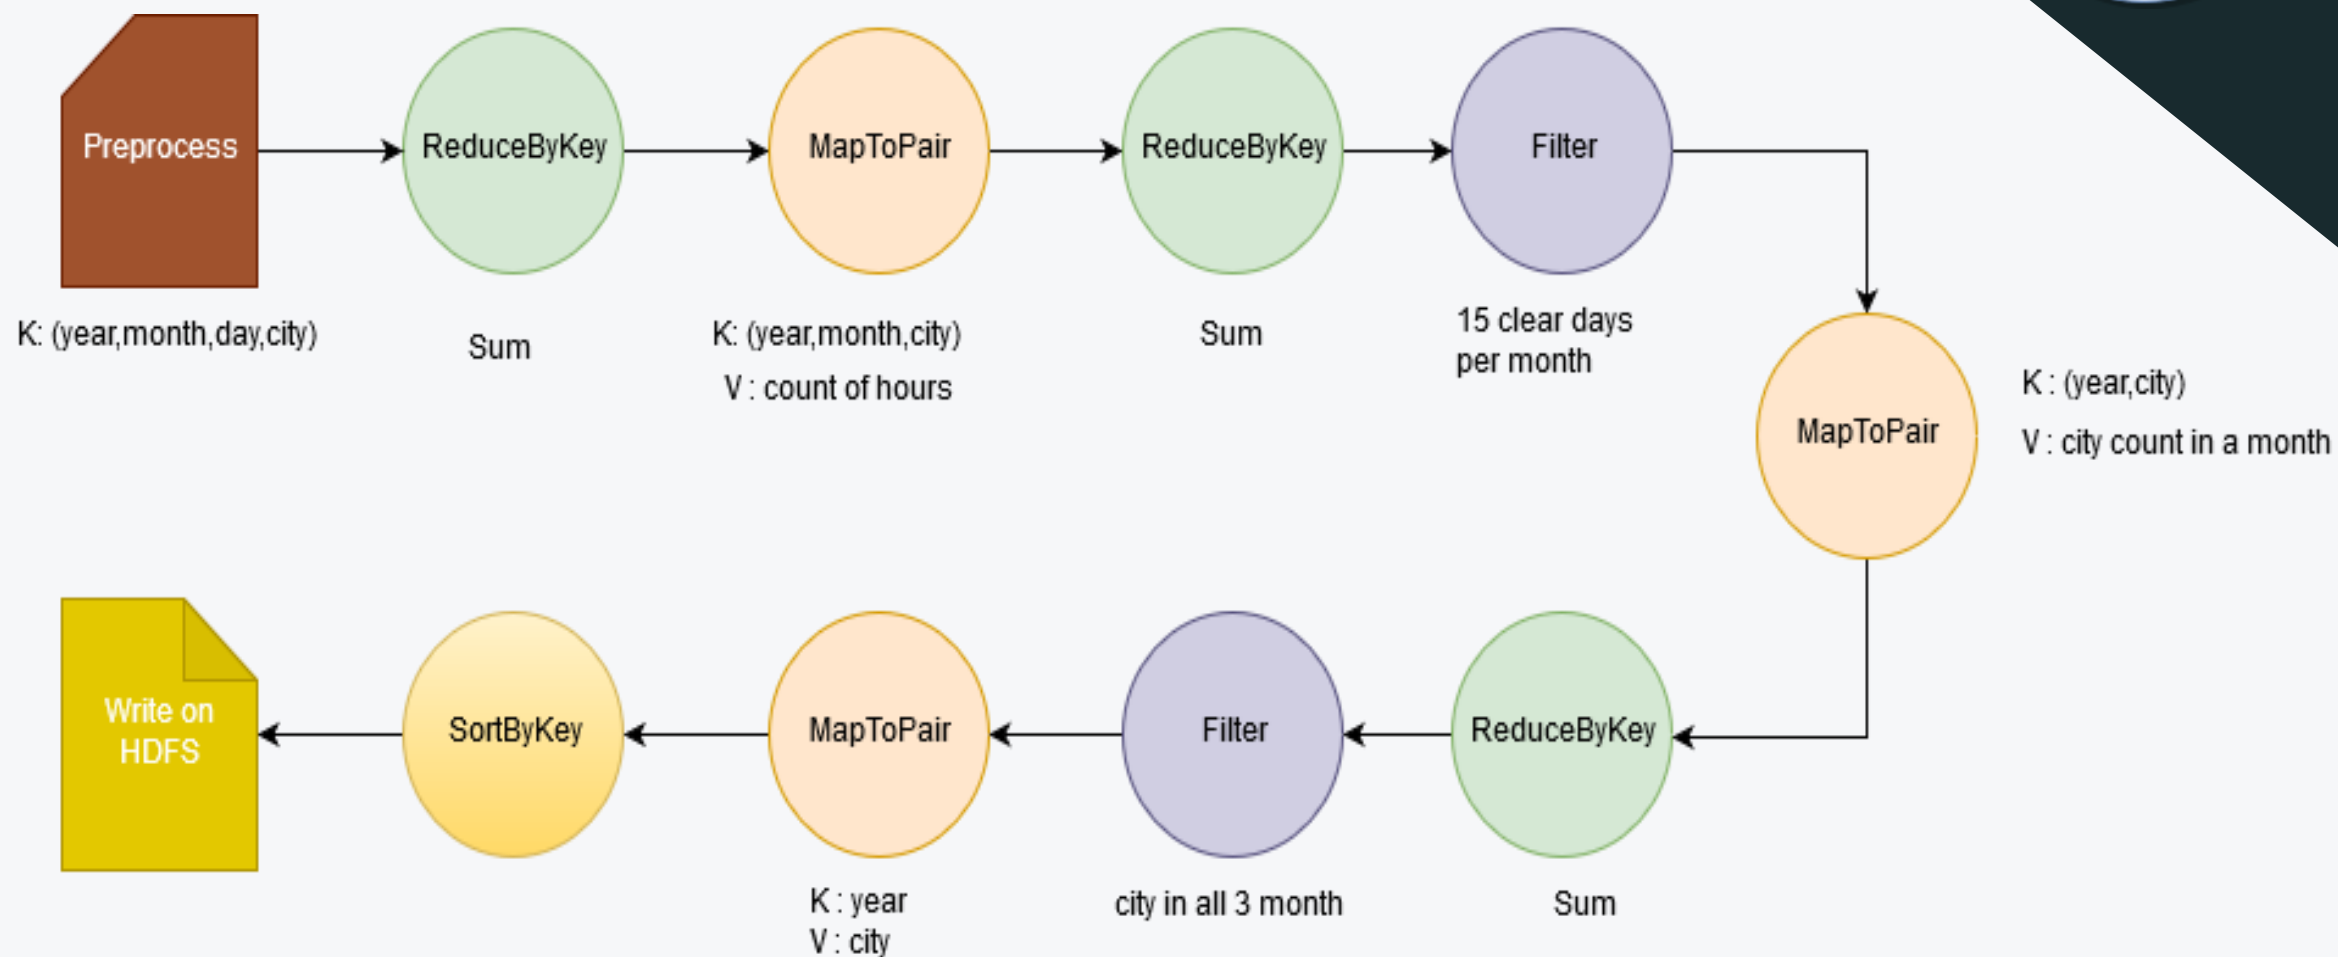 Preprocess
ReduceByKey
MapToPair
ReduceByKey
Filter
K: (year,month,day,city)
Sum
K: (year,month,city)
V : count of hours
Sum
15 clear days
per month
MapToPair
K : (year,city)
V : city count in a month
Write on
HDFS
SortByKey
MapToPair
Filter
ReduceByKey
K : year
V : city
city in all 3 month
Sum